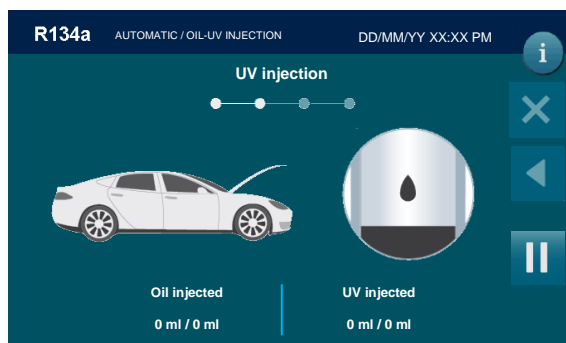 R134a AUTOMATIC / OIL-UV INJECTION DD/MM/YY XX:XX PM
i
UV injection
Oil injected UV injected
0 ml / 0 ml 0 ml / 0 ml